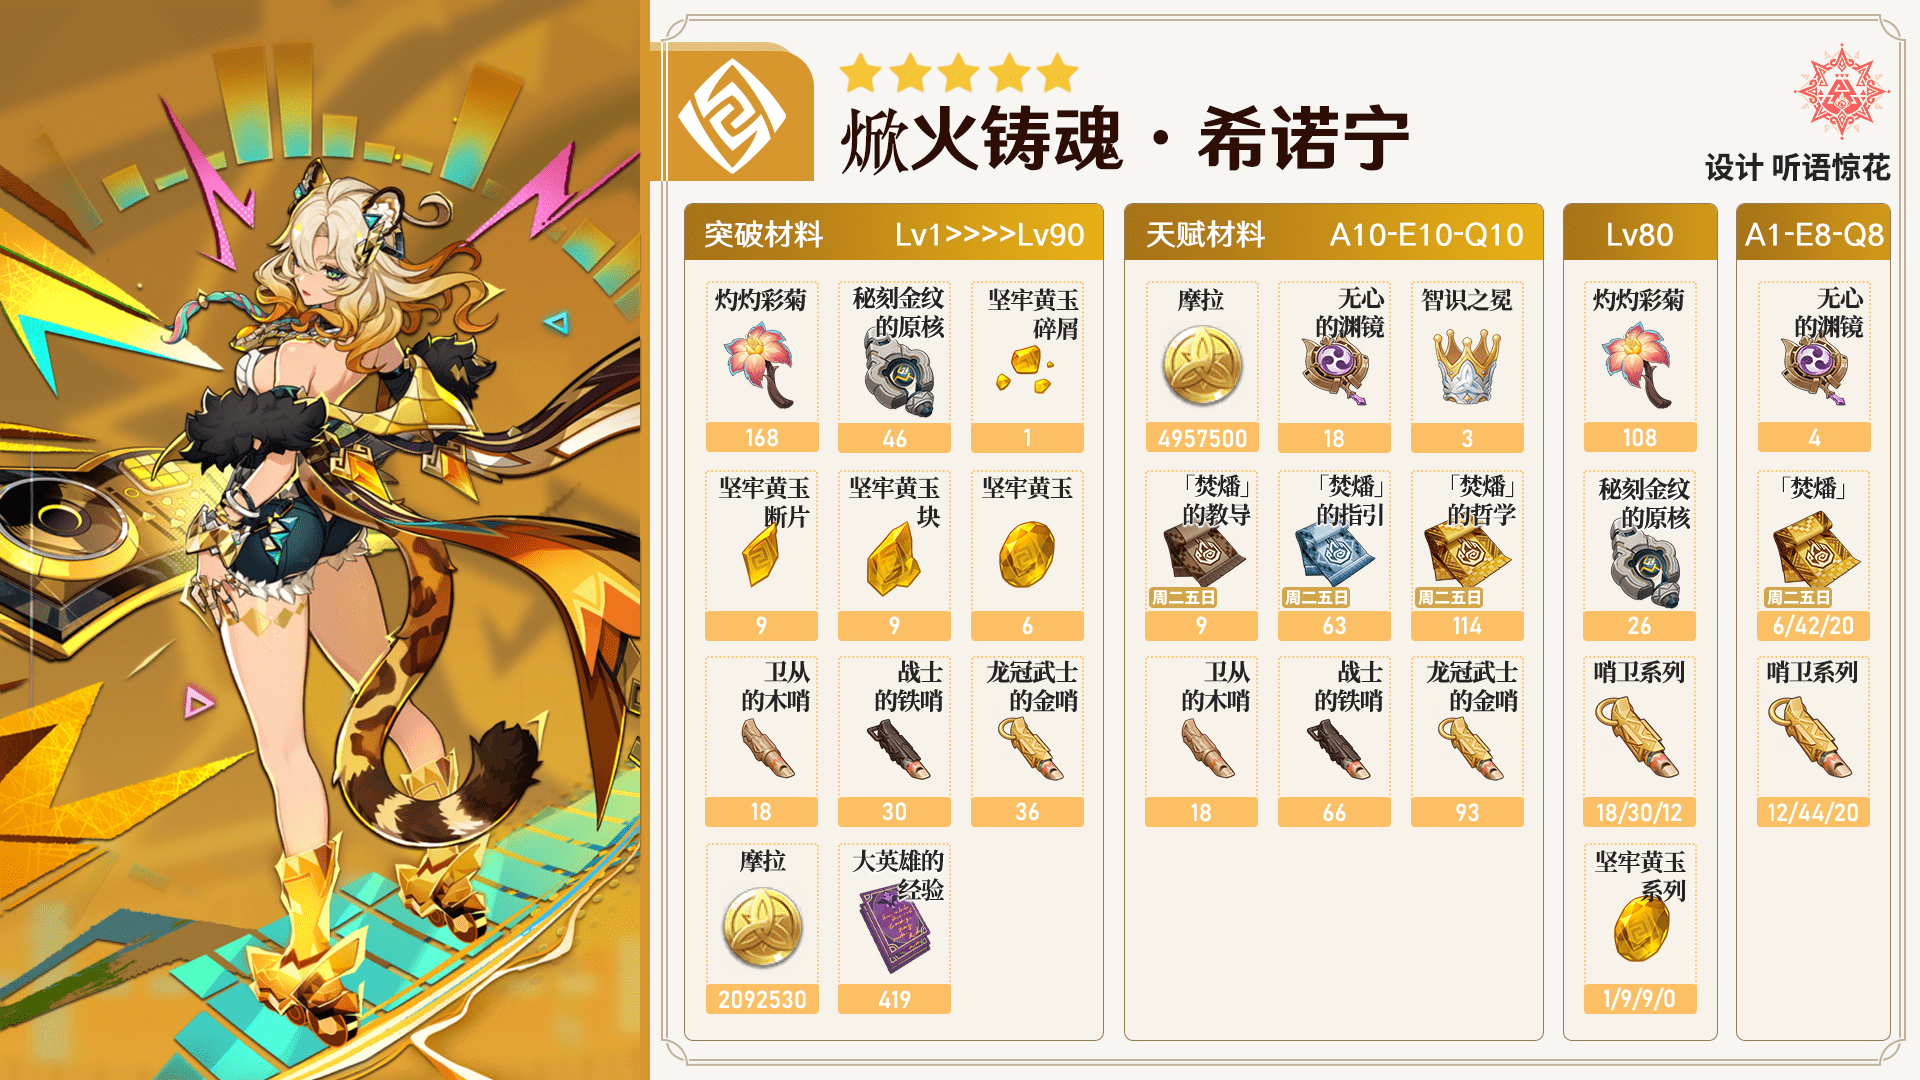 焮火铸魂·希诺宁
设计 听语惊花
突破材料 Lv1>>>>Lv90
灼灼彩菊
168
秘刻金纹
的原核
46
坚牢黄玉
碎屑
1
坚牢黄玉
断片
9
坚牢黄玉
块
9
坚牢黄玉
6
卫从
的木哨
18
战士
的铁哨
30
龙冠武士
的金哨
36
摩拉
2092530
大英雄的
经验
419
天赋材料 A10-E10-Q10
摩拉
4957500
无心
的渊镜
18
智识之冕
3
「焚燔」
的教导
周二五日
9
「焚燔」
的指引
周二五日
63
「焚燔」
的哲学
周二五日
114
卫从
的木哨
18
战士
的铁哨
66
龙冠武士
的金哨
93
Lv80
灼灼彩菊
108
秘刻金纹
的原核
26
哨卫系列
18/30/12
坚牢黄玉
系列
1/9/9/0
A1-E8-Q8
无心
的渊镜
4
「焚燔」
周二五日
6/42/20
哨卫系列
12/44/20